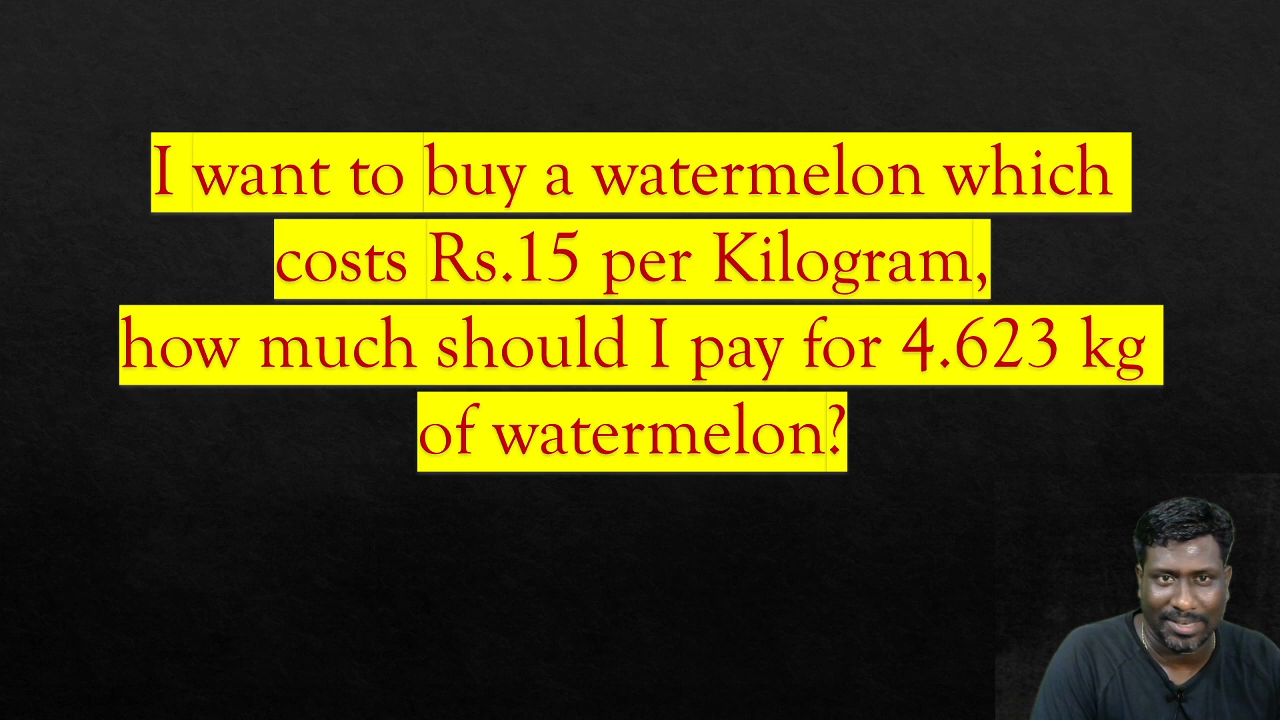 I want to buy a watermelon which
costs Rs.15 per Kilogram,
how much should I pay for 4.623 kg
of watermelon?